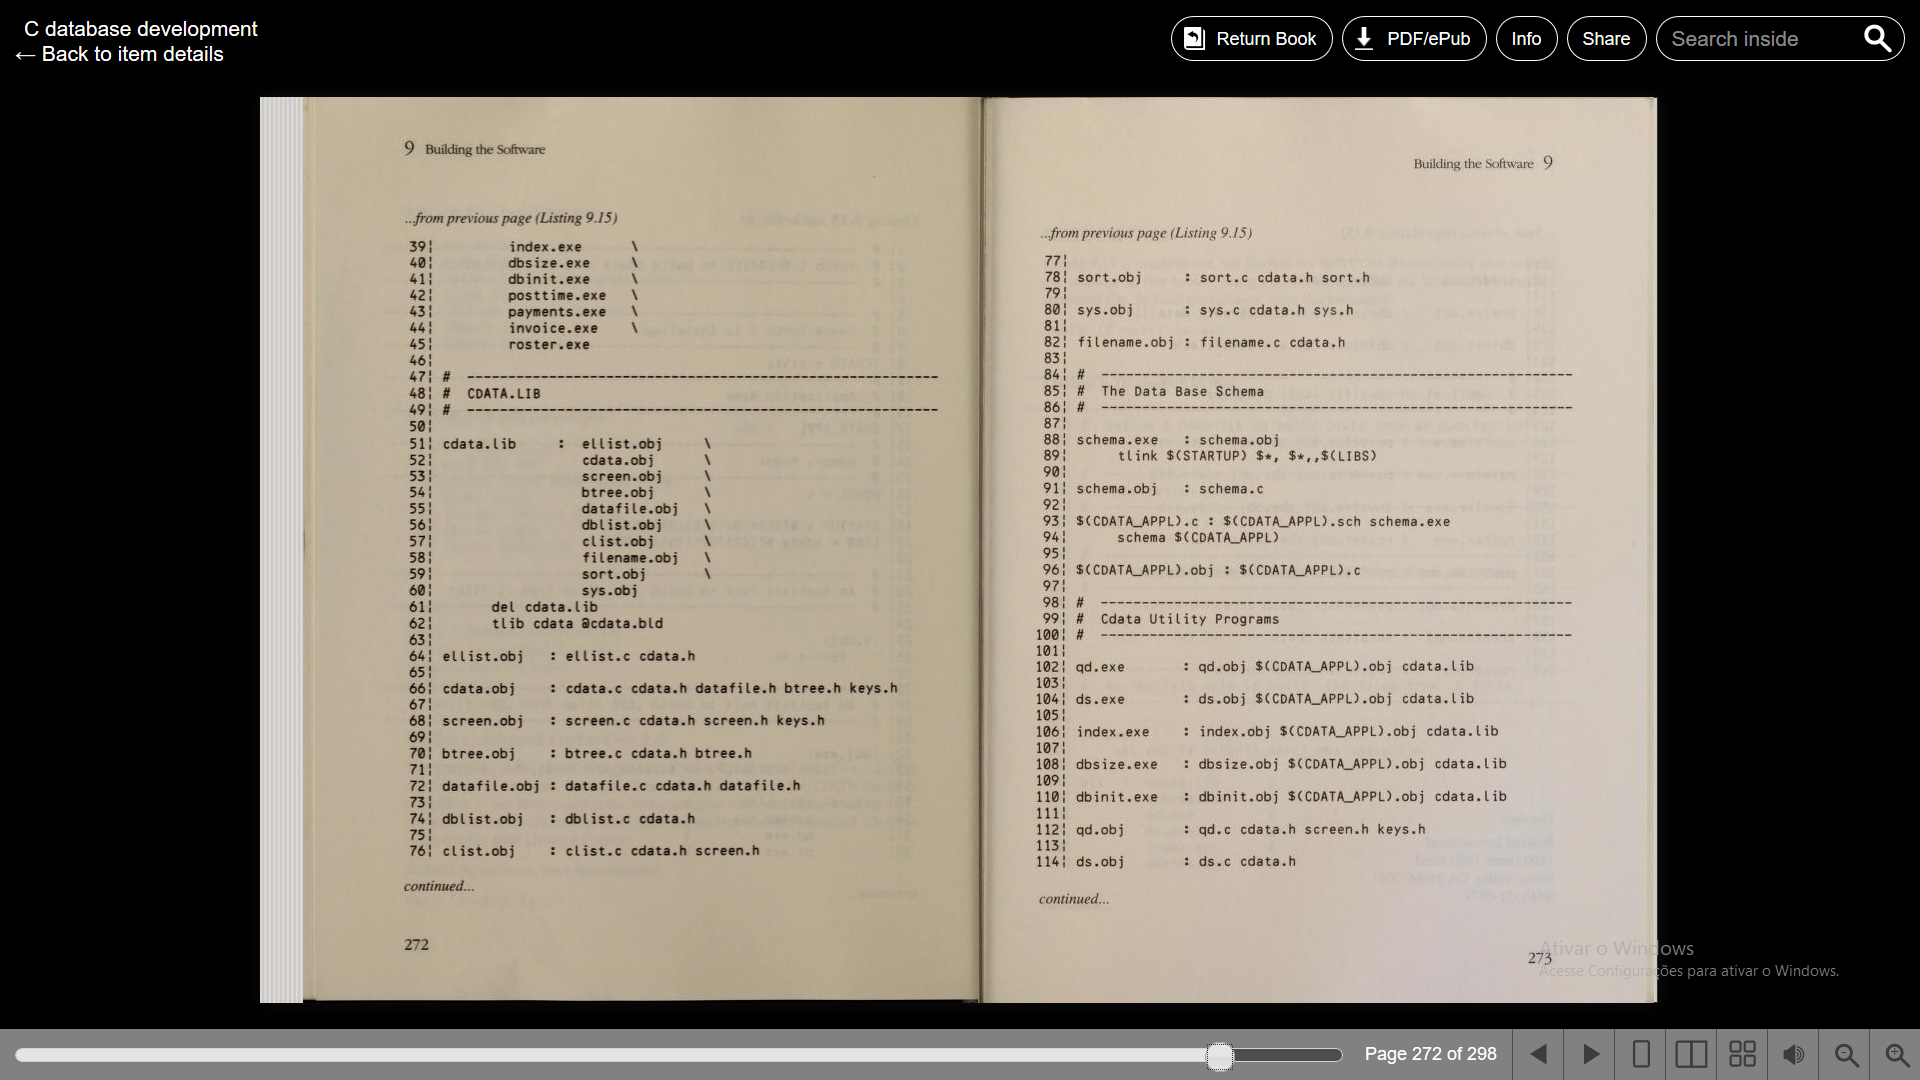 C database development
← Back to item details
Return Book
PDF/ePub
Info
Share
Search inside
9 Building the Software
...from previous page (Listing 9.15)
39¦ index.exe \
40¦ dbsize.exe \
41¦ dbinit.exe \
42¦ posttime.exe \
43¦ payments.exe \
44¦ invoice.exe \
45¦ roster.exe
46¦
47¦ # ----------------------------------------------------------
48¦ # CDATA.LIB
49¦ # ----------------------------------------------------------
50¦
51¦ cdata.lib : ellist.obj \
52¦ cdata.obj \
53¦ screen.obj \
54¦ btree.obj \
55¦ datafile.obj \
56¦ dblist.obj \
57¦ clist.obj \
58¦ filename.obj \
59¦ sort.obj \
60¦ sys.obj
61¦ del cdata.lib
62¦ tlib cdata @cdata.bld
63¦
64¦ ellist.obj : ellist.c cdata.h
65¦
66¦ cdata.obj : cdata.c cdata.h datafile.h btree.h keys.h
67¦
68¦ screen.obj : screen.c cdata.h screen.h keys.h
69¦
70¦ btree.obj : btree.c cdata.h btree.h
71¦
72¦ datafile.obj : datafile.c cdata.h datafile.h
73¦
74¦ dblist.obj : dblist.c cdata.h
75¦
76¦ clist.obj : clist.c cdata.h screen.h
continued...
272
Building the Software 9
...from previous page (Listing 9.15)
77¦
78¦ sort.obj : sort.c cdata.h sort.h
79¦
80¦ sys.obj : sys.c cdata.h sys.h
81¦
82¦ filename.obj : filename.c cdata.h
83¦
84¦ # ----------------------------------------------------------
85¦ # The Data Base Schema
86¦ # ----------------------------------------------------------
87¦
88¦ schema.exe : schema.obj
89¦ tlink $(STARTUP) $*, $*,,$(LIBS)
90¦
91¦ schema.obj : schema.c
92¦
93¦ $(CDATA_APPL).c : $(CDATA_APPL).sch schema.exe
94¦ schema $(CDATA_APPL)
95¦
96¦ $(CDATA_APPL).obj : $(CDATA_APPL).c
97¦
98¦ # ----------------------------------------------------------
99¦ # Cdata Utility Programs
100¦ # ----------------------------------------------------------
101¦
102¦ qd.exe : qd.obj $(CDATA_APPL).obj cdata.lib
103¦
104¦ ds.exe : ds.obj $(CDATA_APPL).obj cdata.lib
105¦
106¦ index.exe : index.obj $(CDATA_APPL).obj cdata.lib
107¦
108¦ dbsize.exe : dbsize.obj $(CDATA_APPL).obj cdata.lib
109¦
110¦ dbinit.exe : dbinit.obj $(CDATA_APPL).obj cdata.lib
111¦
112¦ qd.obj : qd.c cdata.h screen.h keys.h
113¦
114¦ ds.obj : ds.c cdata.h
continued...
273
Ativar o Windows
Acesse Configurações para ativar o Windows.
Page 272 of 298